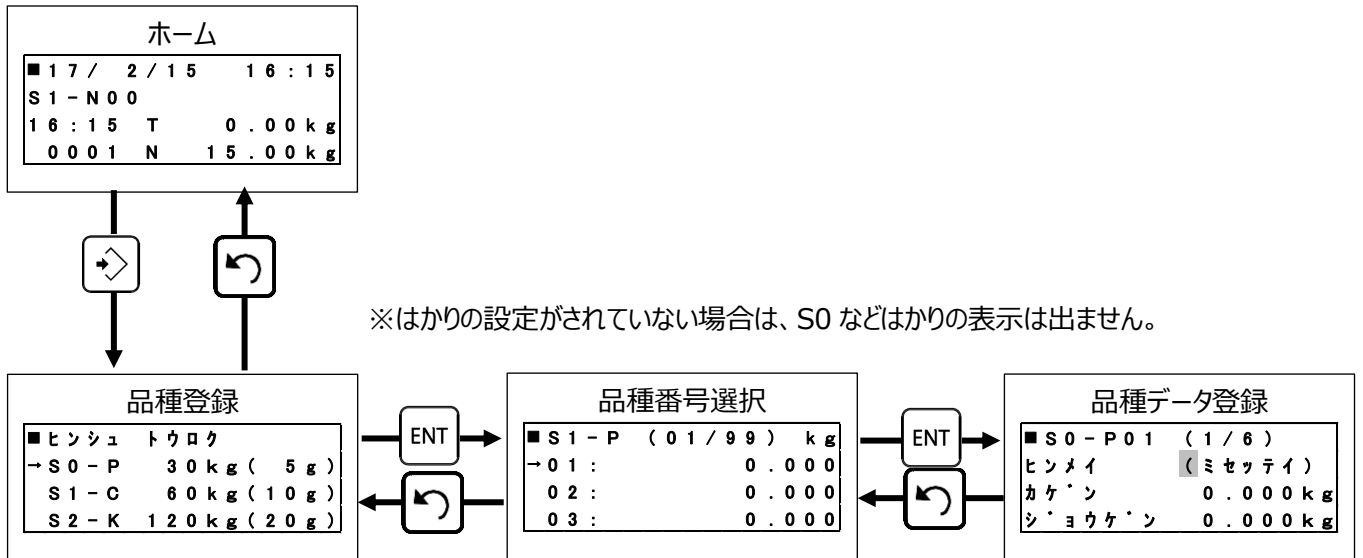 ホーム
■17/ 2/15 16:15
S1-N00
16:15 T 0.00kg
0001 N 15.00kg
※はかりの設定がされていない場合は、S0 などはかりの表示は出ません。
品種登録
■ヒンシュ トウロク
→S0-P 30kg( 5g)
S1-C 60kg(10g)
S2-K 120kg(20g)
ENT
品種番号選択
■S1-P (01/99) kg
→01: 0.000
02: 0.000
03: 0.000
ENT
品種データ登録
■S0-P01 (1/6)
ヒンメイ (ミセッテイ)
カゲン 0.000kg
ジョウゲン 0.000kg